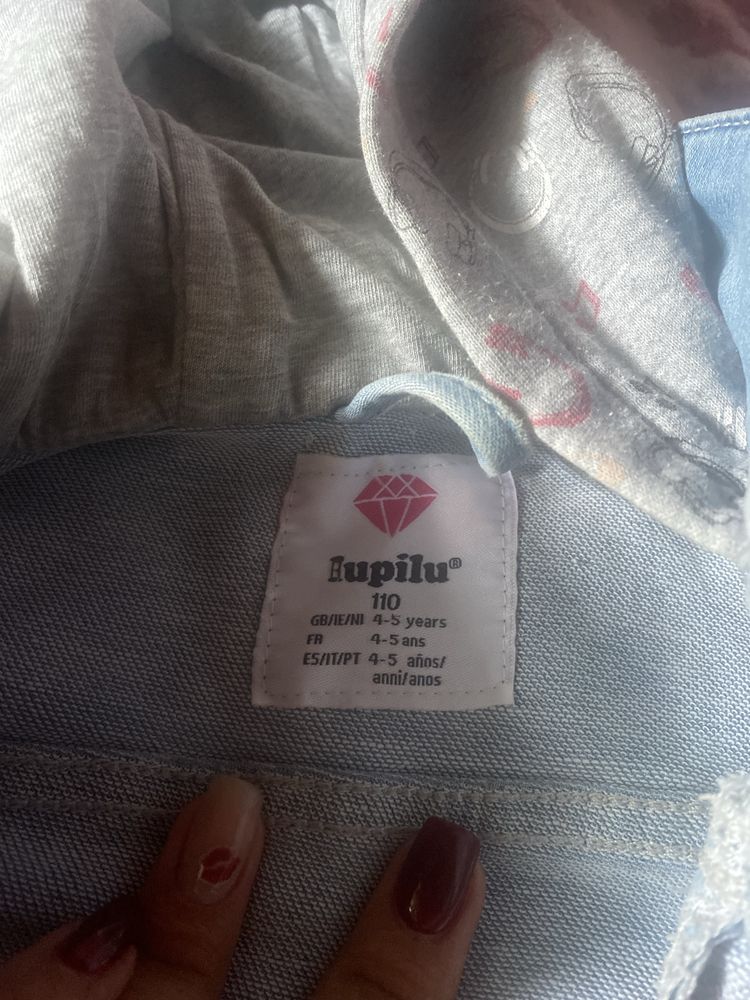 lupilu®
110
GB/IE/NI 4-5 years
FR 4-5 ans
ES/IT/PT 4-5 años/
anni/anos